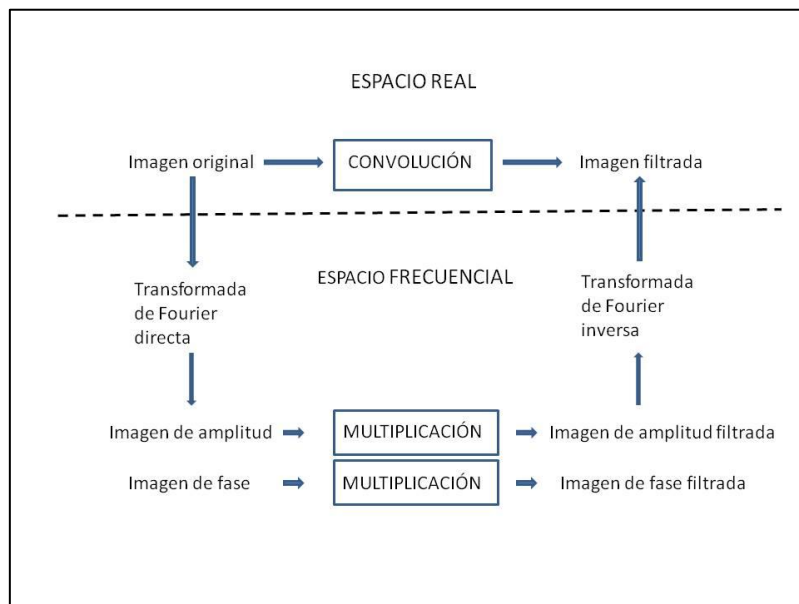 ESPACIO REAL
Imagen original
CONVOLUCIÓN
Imagen filtrada
ESPACIO FRECUENCIAL
Transformada
de Fourier
directa
Transformada
de Fourier
inversa
Imagen de amplitud
MULTIPLICACIÓN
Imagen de amplitud filtrada
Imagen de fase
MULTIPLICACIÓN
Imagen de fase filtrada